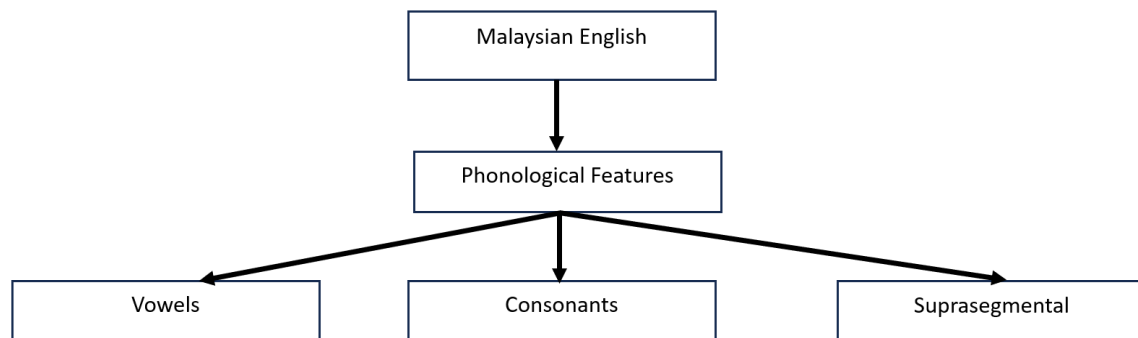 Malaysian English
Phonological Features
Vowels
Consonants
Suprasegmental